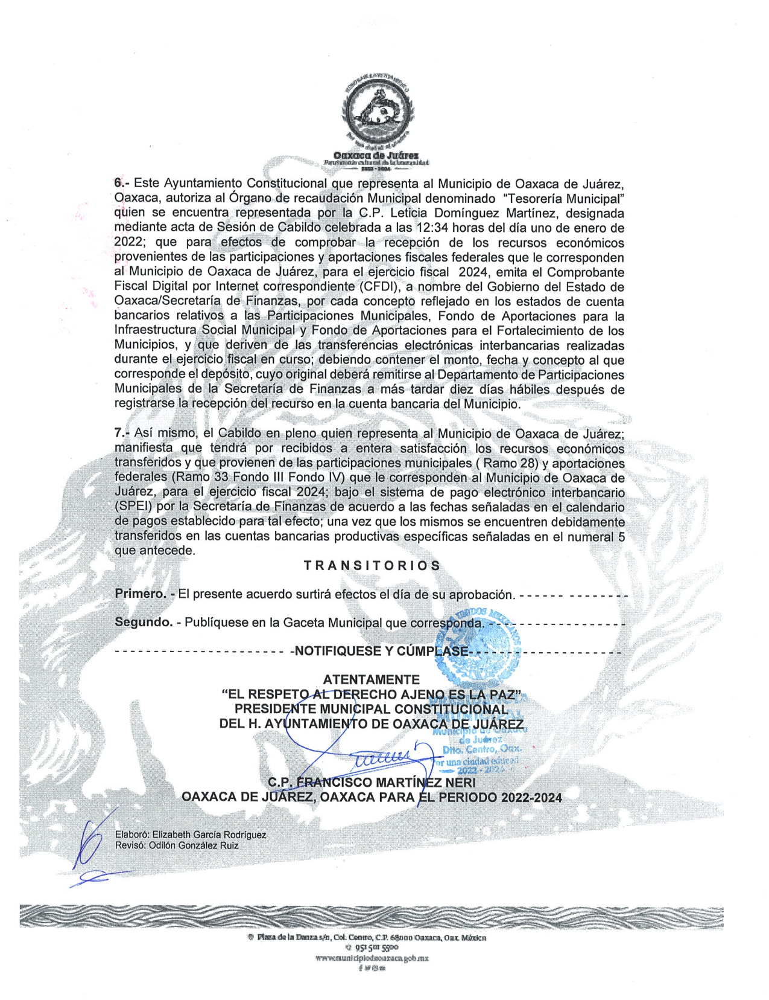 Oaxaca de Juárez
Patrimonio cultural de la humanidad
2022 - 2024
6.- Este Ayuntamiento Constitucional que representa al Municipio de Oaxaca de Juárez,
Oaxaca, autoriza al Órgano de recaudación Municipal denominado “Tesorería Municipal”
quien se encuentra representada por la C.P. Leticia Domínguez Martínez, designada
mediante acta de Sesión de Cabildo celebrada a las 12:34 horas del día uno de enero de
2022; que para efectos de comprobar la recepción de los recursos económicos
provenientes de las participaciones y aportaciones fiscales federales que le corresponden
al Municipio de Oaxaca de Juárez, para el ejercicio fiscal 2024, emita el Comprobante
Fiscal Digital por Internet correspondiente (CFDI), a nombre del Gobierno del Estado de
Oaxaca/Secretaría de Finanzas, por cada concepto reflejado en los estados de cuenta
bancarios relativos a las Participaciones Municipales, Fondo de Aportaciones para la
Infraestructura Social Municipal y Fondo de Aportaciones para el Fortalecimiento de los
Municipios, y que deriven de las transferencias electrónicas interbancarias realizadas
durante el ejercicio fiscal en curso; debiendo contener el monto, fecha y concepto al que
corresponde el depósito, cuyo original deberá remitirse al Departamento de Participaciones
Municipales de la Secretaría de Finanzas a más tardar diez días hábiles después de
registrarse la recepción del recurso en la cuenta bancaria del Municipio.
7.- Así mismo, el Cabildo en pleno quien representa al Municipio de Oaxaca de Juárez;
manifiesta que tendrá por recibidos a entera satisfacción los recursos económicos
transferidos y que provienen de las participaciones municipales ( Ramo 28) y aportaciones
federales (Ramo 33 Fondo III Fondo IV) que le corresponden al Municipio de Oaxaca de
Juárez, para el ejercicio fiscal 2024; bajo el sistema de pago electrónico interbancario
(SPEI) por la Secretaría de Finanzas de acuerdo a las fechas señaladas en el calendario
de pagos establecido para tal efecto; una vez que los mismos se encuentren debidamente
transferidos en las cuentas bancarias productivas específicas señaladas en el numeral 5
que antecede.
T R A N S I T O R I O S
Primero. - El presente acuerdo surtirá efectos el día de su aprobación. - - - - - - - - - - - - - -
Segundo. - Publíquese en la Gaceta Municipal que corresponda. - - - - - - - - - - - - - - - - - -
- - - - - - - - - - - - - - - - - - - - - - -NOTIFIQUESE Y CÚMPLASE- - - - - - - - - - - - - - - - - - - -
ATENTAMENTE
“EL RESPETO AL DERECHO AJENO ES LA PAZ”
PRESIDENTE MUNICIPAL CONSTITUCIONAL
DEL H. AYUNTAMIENTO DE OAXACA DE JUÁREZ
UNIDOS MEXICANOS
PRESIDENCIA
MUNICIPAL
Municipio de Oaxaca
de Juárez
Dtto. Centro, Oax.
Por una ciudad educad
2022 - 2024
C.P. FRANCISCO MARTÍNEZ NERI
OAXACA DE JUÁREZ, OAXACA PARA EL PERIODO 2022-2024
Elaboró: Elizabeth García Rodríguez
Revisó: Odilón González Ruiz
Plaza de la Danza s/n, Col. Centro, C.P. 68000 Oaxaca, Oax. México
951 501 5500
www.municipiodeoaxaca.gob.mx